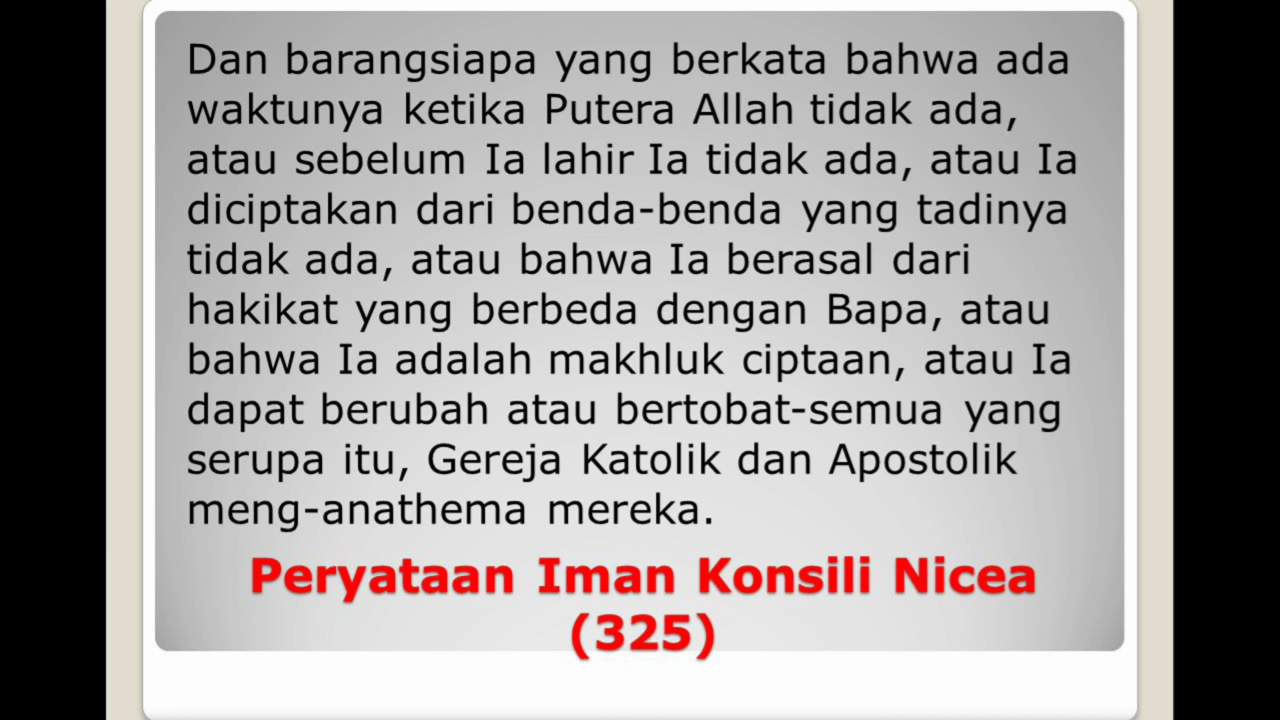 Dan barangsiapa yang berkata bahwa ada
waktunya ketika Putera Allah tidak ada,
atau sebelum Ia lahir Ia tidak ada, atau Ia
diciptakan dari benda-benda yang tadinya
tidak ada, atau bahwa Ia berasal dari
hakikat yang berbeda dengan Bapa, atau
bahwa Ia adalah makhluk ciptaan, atau Ia
dapat berubah atau bertobat-semua yang
serupa itu, Gereja Katolik dan Apostolik
meng-anathema mereka.
Peryataan Iman Konsili Nicea
(325)